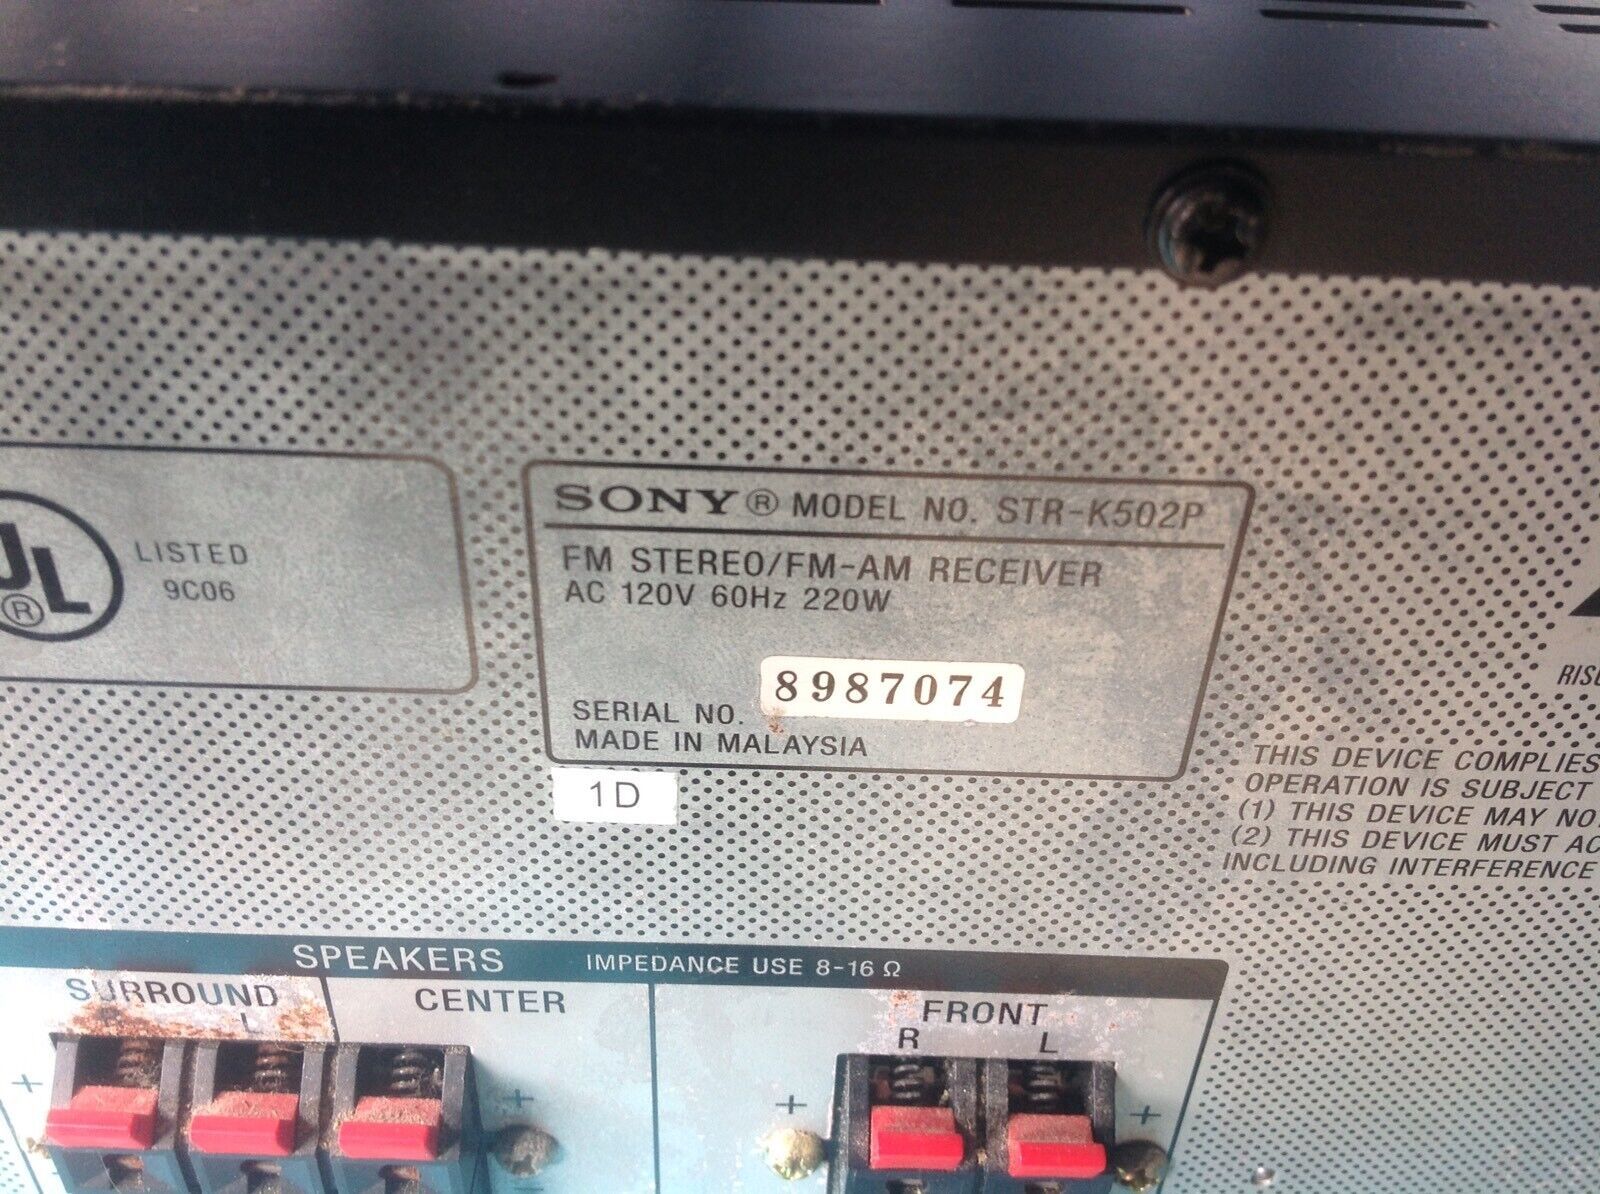 UL ®
LISTED
9C06
SONY® MODEL NO. STR-K502P
FM STEREO/FM-AM RECEIVER
AC 120V 60Hz 220W
SERIAL NO. 8987074
MADE IN MALAYSIA
1D
THIS DEVICE COMPLIES
OPERATION IS SUBJECT
(1) THIS DEVICE MAY NO
(2) THIS DEVICE MUST AC
INCLUDING INTERFERENCE
SPEAKERS IMPEDANCE USE 8-16 Ω
SURROUND CENTER FRONT
L R L
+ + + +